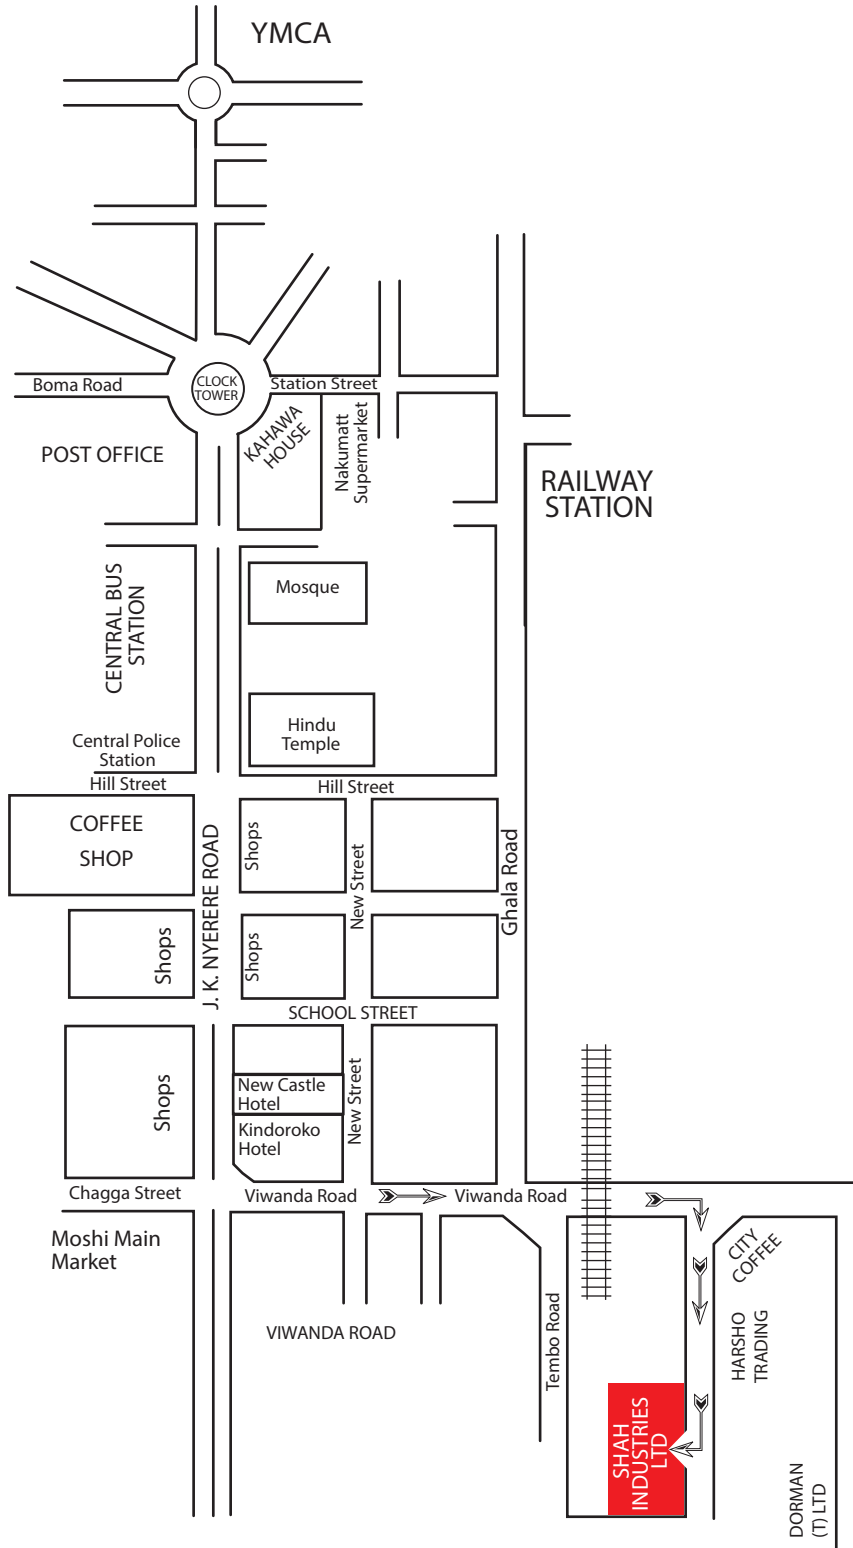 YMCA
Boma Road
CLOCK
TOWER
Station Street
POST OFFICE
KAHAWA
HOUSE
Nakumatt
Supermarket
RAILWAY
STATION
CENTRAL BUS
STATION
Mosque
Central Police
Station
Hindu
Temple
Hill Street
Hill Street
COFFEE
SHOP
J. K. NYERERE ROAD
Shops
New Street
Ghala Road
Shops
Shops
SCHOOL STREET
Shops
New Castle
Hotel
Kindoroko
Hotel
New Street
Chagga Street
Viwanda Road
Viwanda Road
Moshi Main
Market
CITY
COFFEE
VIWANDA ROAD
Tembo Road
HARSHO
TRADING
SHAH
INDUSTRIES
LTD
DORMAN
(T) LTD